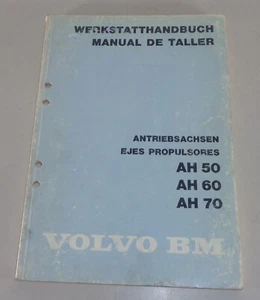 WERKSTATTHANDBUCH
MANUAL DE TALLER
ANTRIEBSACHSEN
EJES PROPULSORES
AH 50
AH 60
AH 70
VOLVO BM